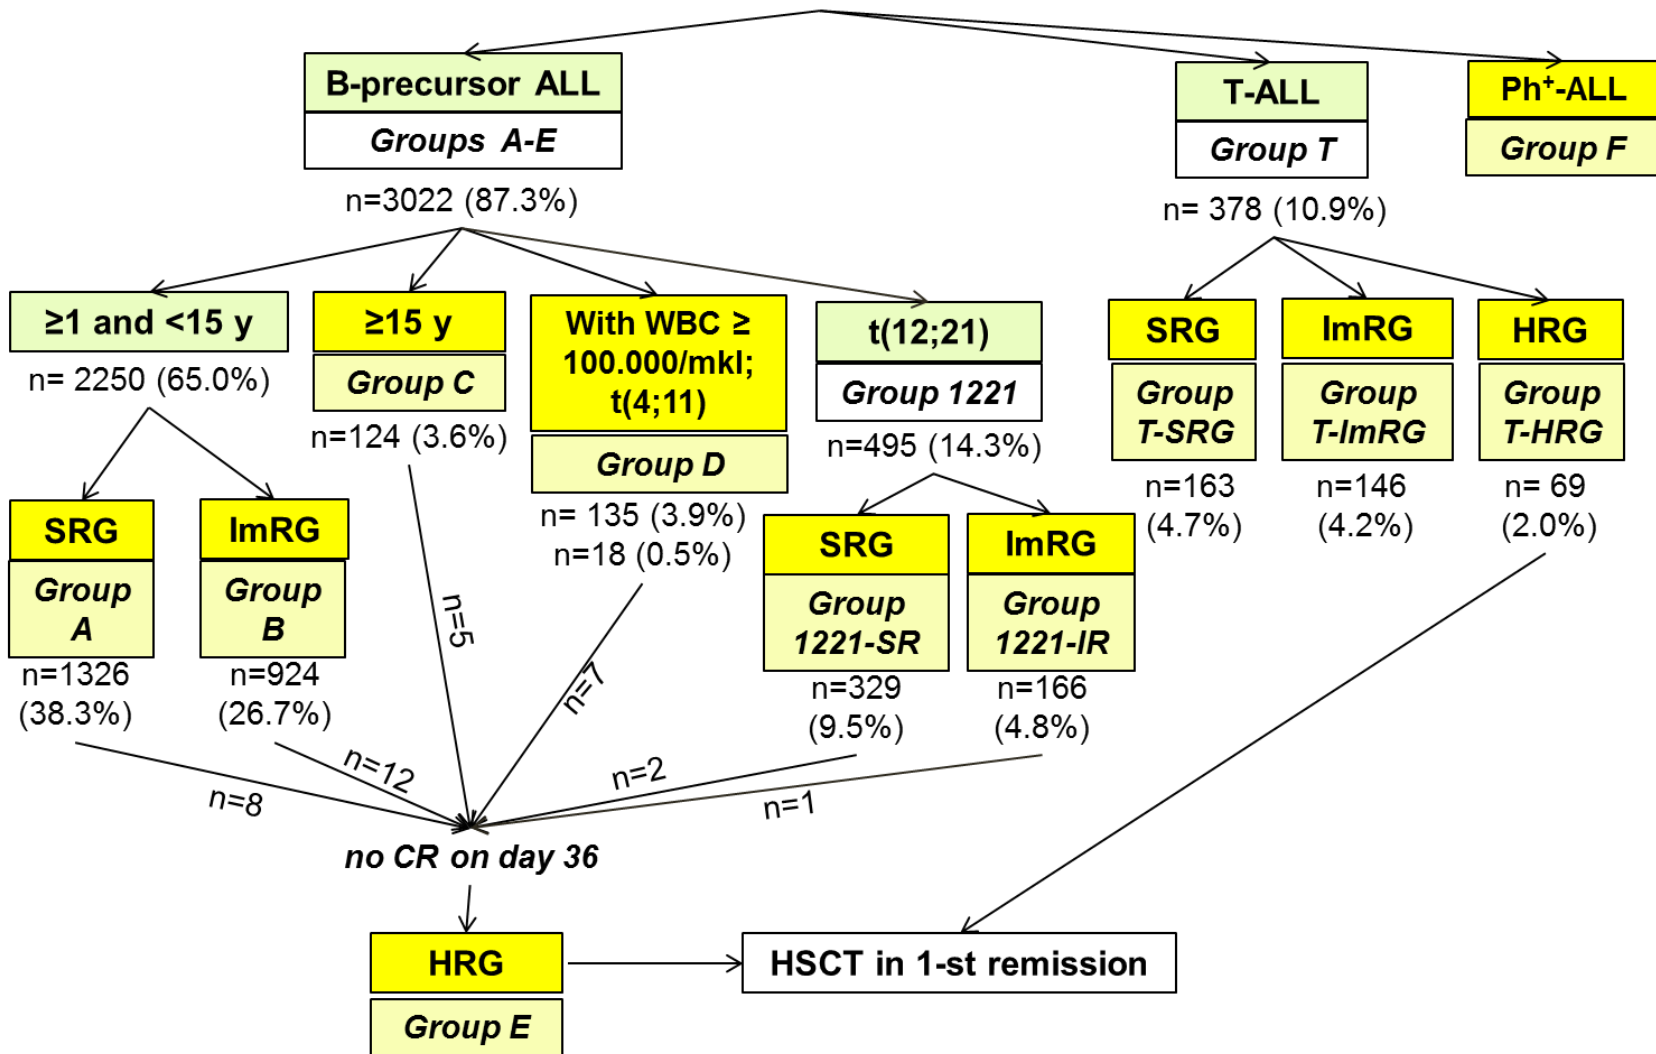 B-precursor ALL
Groups A-E
n=3022 (87.3%)
T-ALL
Group T
n= 378 (10.9%)
Ph⁺-ALL
Group F
≥1 and <15 y
n= 2250 (65.0%)
≥15 y
Group C
n=124 (3.6%)
With WBC ≥
100.000/mkl;
t(4;11)
Group D
n= 135 (3.9%)
n=18 (0.5%)
t(12;21)
Group 1221
n=495 (14.3%)
SRG
Group
T-SRG
n=163
(4.7%)
ImRG
Group
T-ImRG
n=146
(4.2%)
HRG
Group
T-HRG
n= 69
(2.0%)
SRG
Group
A
n=1326
(38.3%)
ImRG
Group
B
n=924
(26.7%)
SRG
Group
1221-SR
n=329
(9.5%)
ImRG
Group
1221-IR
n=166
(4.8%)
n=8
n=12
n=5
n=7
n=2
n=1
no CR on day 36
HRG
Group E
HSCT in 1-st remission